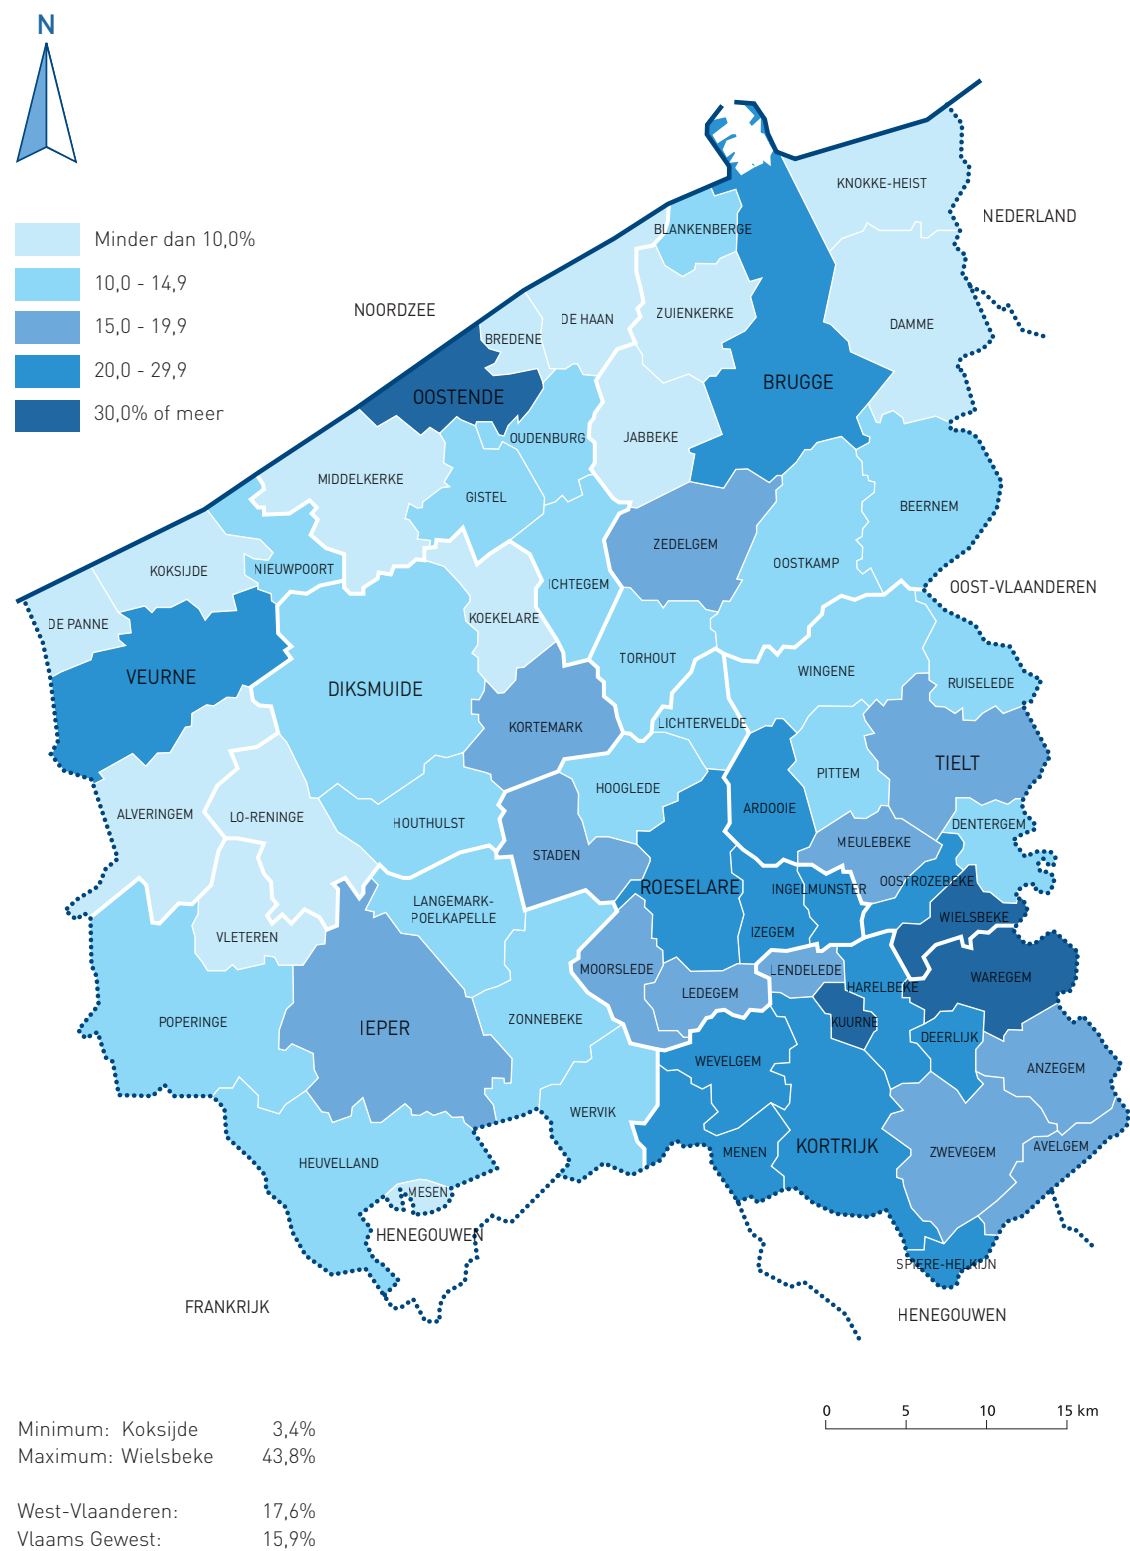 N
Minder dan 10,0%
10,0 - 14,9
15,0 - 19,9
20,0 - 29,9
30,0% of meer
NOORDZEE
NEDERLAND
OOST-VLAANDEREN
KNOKKE-HEIST
BLANKENBERGE
DE HAAN
ZUIENKERKE
DAMME
BREDENE
BRUGGE
OOSTENDE
OUDENBURG
JABBEKE
MIDDELKERKE
GISTEL
BEERNEM
ZEDELGEM
OOSTKAMP
KOKSIJDE
NIEUWPOORT
ICHTEGEM
DE PANNE
KOEKELARE
VEURNE
DIKSMUIDE
TORHOUT
WINGENE
RUISELEDE
KORTEMARK
LICHTERVELDE
TIELT
PITTEM
HOOGLEDE
ALVERINGEM
LO-RENINGE
HOUTHULST
ARDOOIE
DENTERGEM
STADEN
MEULEBEKE
ROESELARE
INGELMUNSTER
OOSTROZEBEKE
LANGEMARK-
POELKAPELLE
WIELSBEKE
VLETEREN
IZEGEM
MOORSLEDE
LENDELEDE
WAREGEM
LEDEGEM
HARELBEKE
POPERINGE
IEPER
ZONNEBEKE
KUURNE
DEERLIJK
WEVELGEM
ANZEGEM
WERVIK
HEUVELLAND
MENEN
KORTRIJK
ZWEVEGEM
AVELGEM
MESEN
HENEGOUWEN
SPIERE-HELKIJN
FRANKRIJK
HENEGOUWEN
0 5 10 15 km
Minimum: Koksijde 3,4%
Maximum: Wielsbeke 43,8%
West-Vlaanderen: 17,6%
Vlaams Gewest: 15,9%